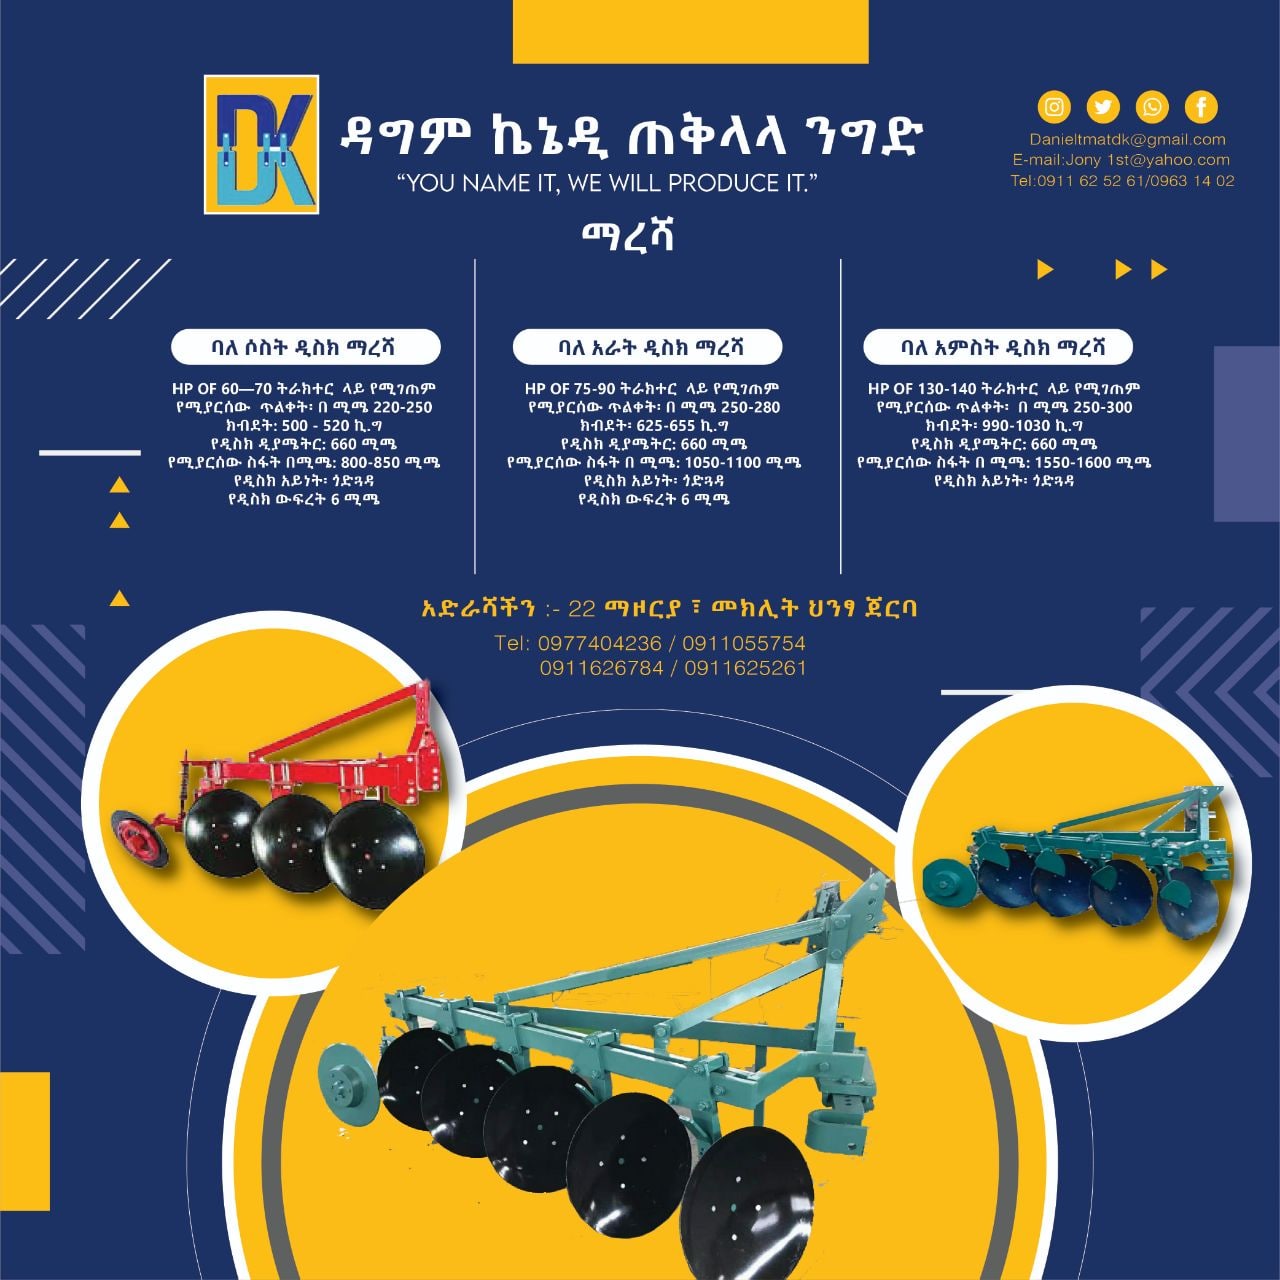 DK
ዳግም ኬኔዲ ጠቅላላ ንግድ
“YOU NAME IT, WE WILL PRODUCE IT.”
ማረሻ
Danieltmatdk@gmail.com
E-mail:Jony 1st@yahoo.com
Tel:0911 62 52 61/0963 14 02
ባለ ሶስት ዲስክ ማረሻ
HP OF 60—70 ትራክተር ላይ የሚገጠም
የሚያርሰው ጥልቀት፡ በ ሚሜ 220-250
ክብደት: 500 - 520 ኪ.ግ
የዲስክ ዲያሜትር: 660 ሚሜ
የሚያርሰው ስፋት በሚሜ: 800-850 ሚሜ
የዲስክ አይነት፡ ጎድጓዳ
የዲስክ ውፍረት 6 ሚሜ
ባለ አራት ዲስክ ማረሻ
HP OF 75-90 ትራክተር ላይ የሚገጠም
የሚያርሰው ጥልቀት፡ በ ሚሜ 250-280
ክብደት፡ 625-655 ኪ.ግ
የዲስክ ዲያሜትር: 660 ሚሜ
የሚያርሰው ስፋት በ ሚሜ: 1050-1100 ሚሜ
የዲስክ አይነት፡ ጎድጓዳ
የዲስክ ውፍረት 6 ሚሜ
ባለ አምስት ዲስክ ማረሻ
HP OF 130-140 ትራክተር ላይ የሚገጠም
የሚያርሰው ጥልቀት፡ በ ሚሜ 250-300
ክብደት፡ 990-1030 ኪ.ግ
የዲስክ ዲያሜትር: 660 ሚሜ
የሚያርሰው ስፋት በ ሚሜ: 1550-1600 ሚሜ
የዲስክ አይነት፡ ጎድጓዳ
አድራሻችን :- 22 ማዞርያ ፣ መክሊት ህንፃ ጀርባ
Tel: 0977404236 / 0911055754
0911626784 / 0911625261